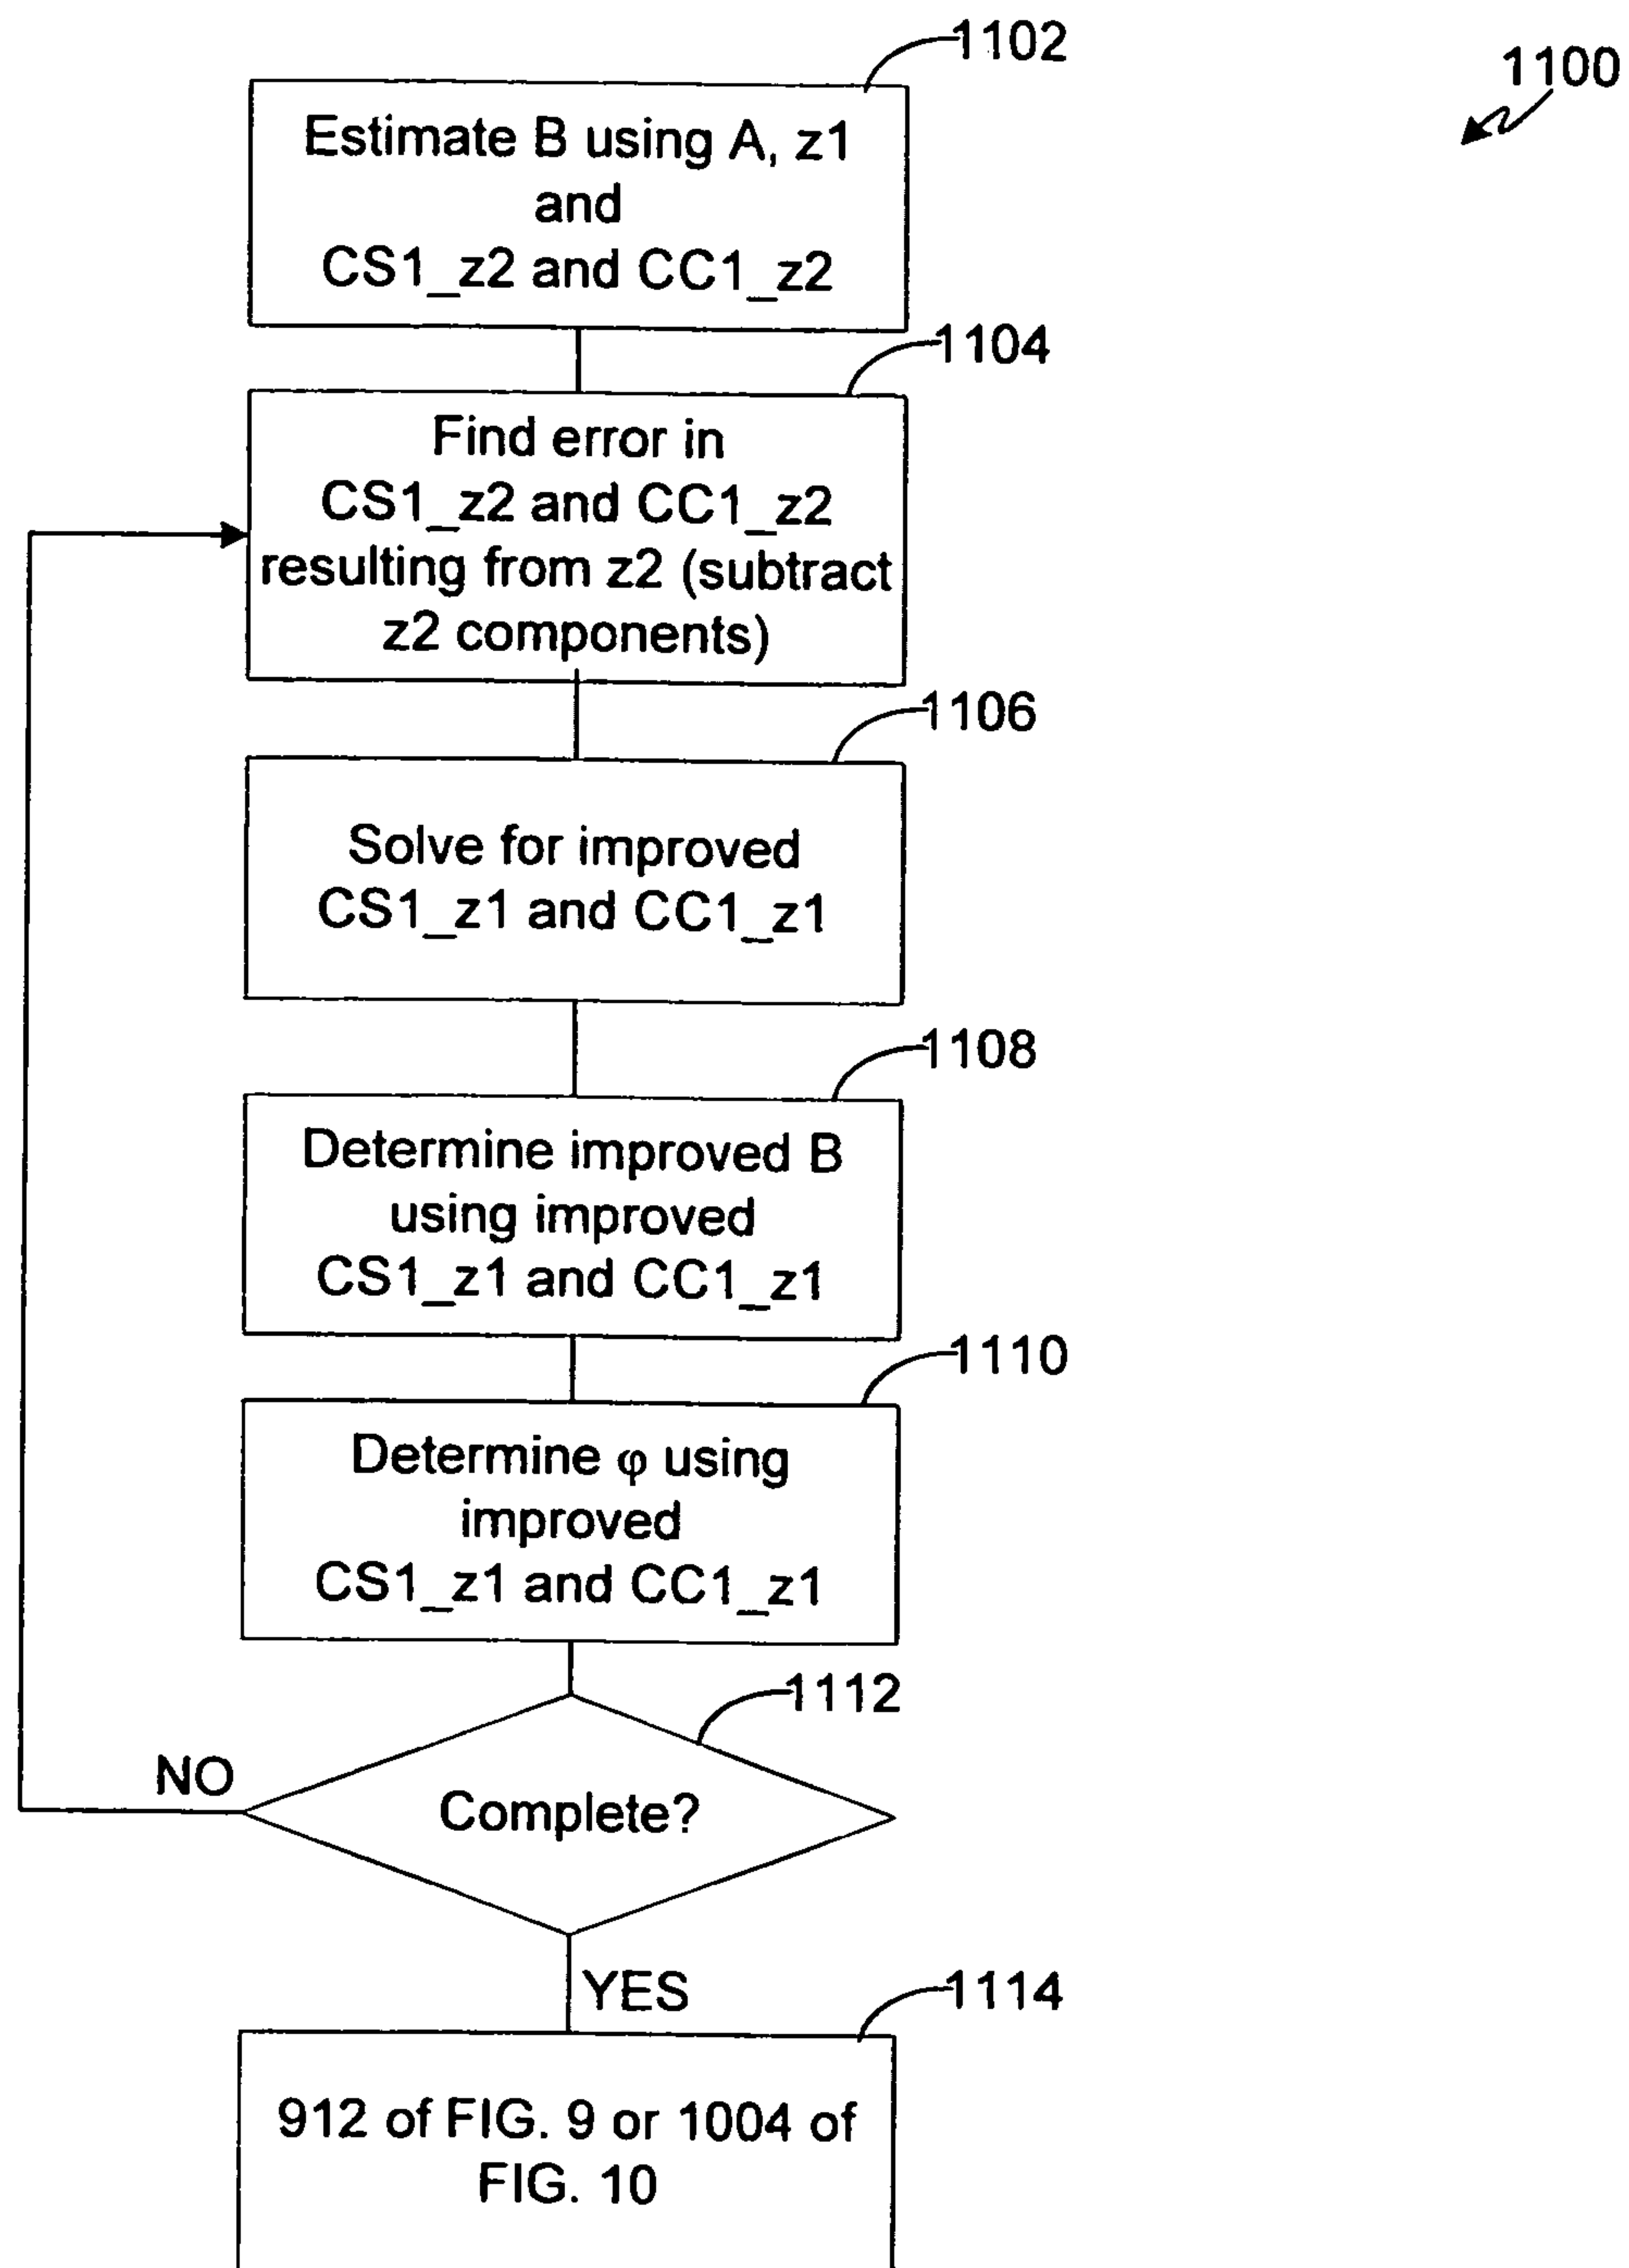 1102
1100
Estimate B using A, z1
and
CS1_z2 and CC1_z2
1104
Find error in
CS1_z2 and CC1_z2
resulting from z2 (subtract
z2 components)
1106
Solve for improved
CS1_z1 and CC1_z1
1108
Determine improved B
using improved
CS1_z1 and CC1_z1
1110
Determine φ using
improved
CS1_z1 and CC1_z1
1112
NO
Complete?
YES
1114
912 of FIG. 9 or 1004 of
FIG. 10